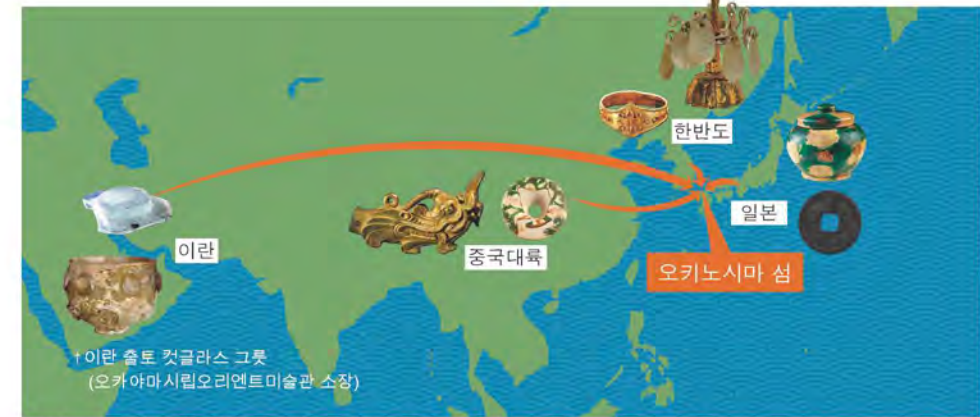 한반도
일본
이란
중국대륙
오키노시마 섬
†이란 출토 컷글라스 그릇
(오카야마시립오리엔트미술관 소장)